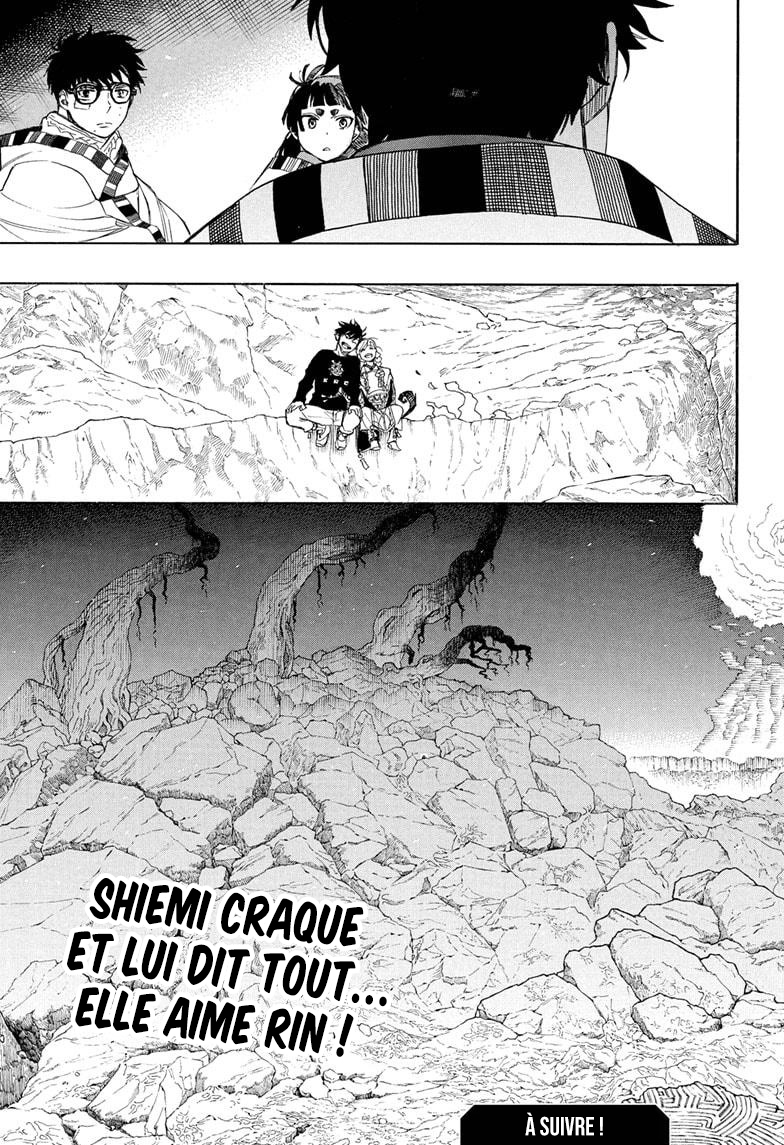 SHIEMI CRAQUE
ET LUI DIT TOUT...
ELLE AIME RIN !
À SUIVRE !